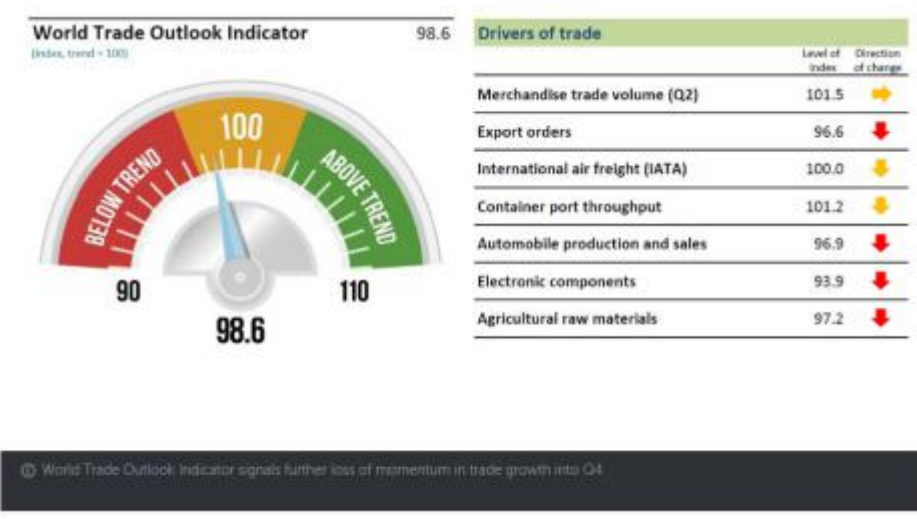 World Trade Outlook Indicator 98.6
(Index, trend = 100)
BELOW TREND
100
ABOVE TREND
90
110
98.6
Drivers of trade
Level of Index Direction of change
Merchandise trade volume (Q2) 101.5
Export orders 96.6
International air freight (IATA) 100.0
Container port throughput 101.2
Automobile production and sales 96.9
Electronic components 93.9
Agricultural raw materials 97.2
World Trade Outlook Indicator signals further loss of momentum in trade growth into Q4